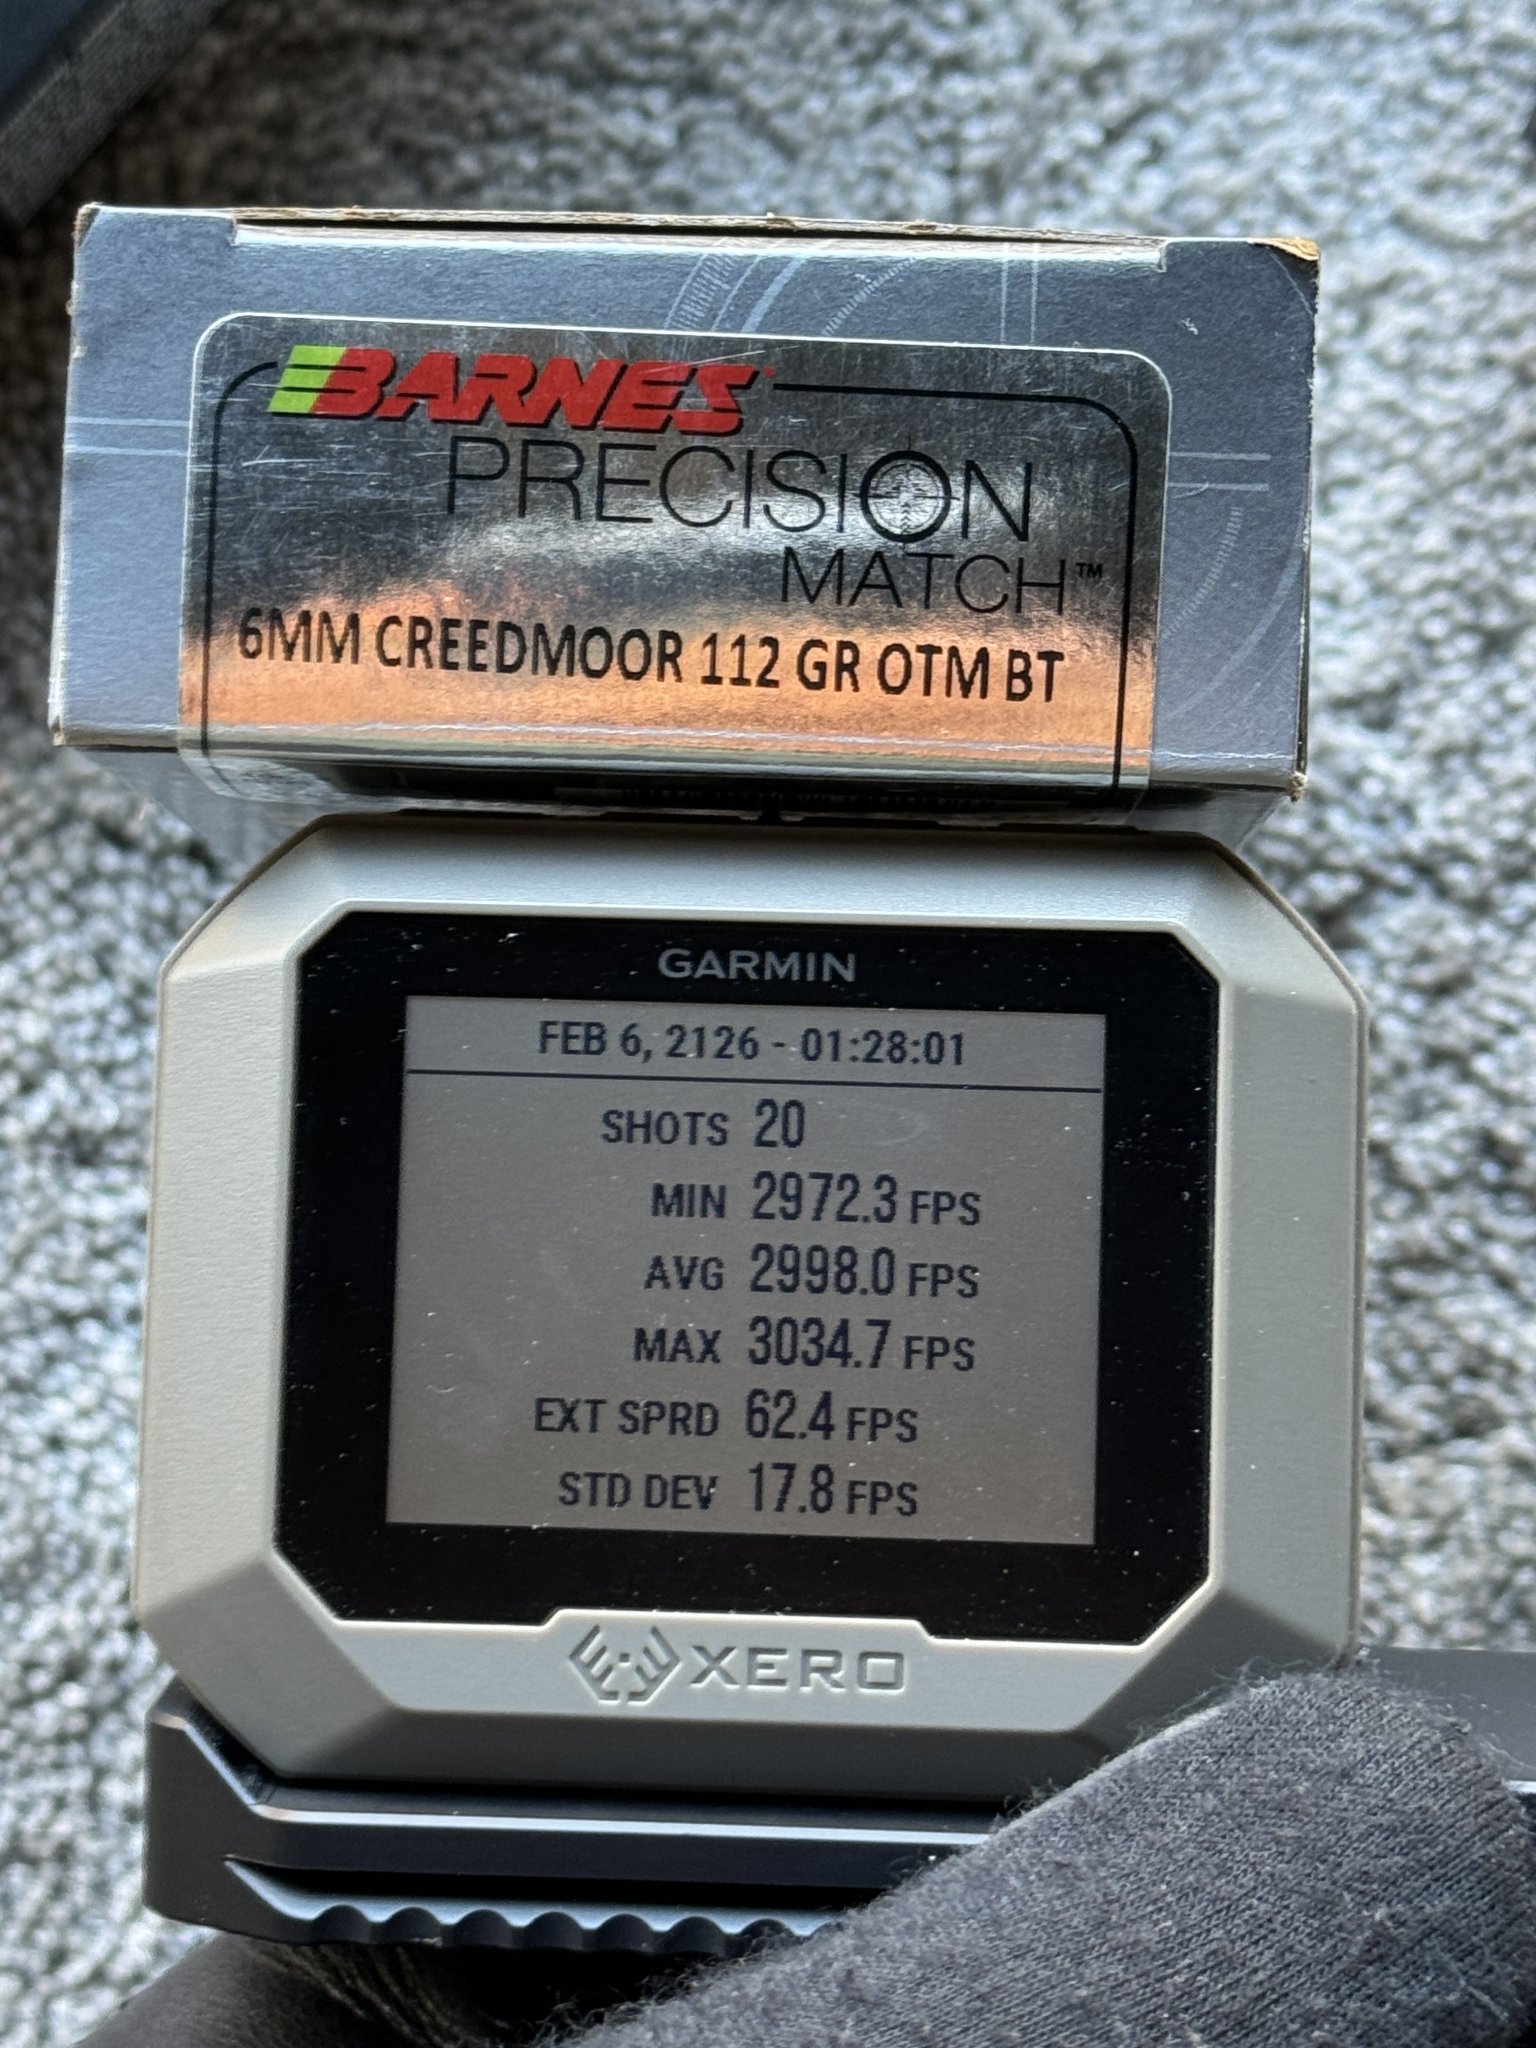 BARNES
PRECISION
MATCH™
6MM CREEDMOOR 112 GR OTM BT
GARMIN
FEB 6, 2126 - 01:28:01
SHOTS 20
MIN 2972.3 FPS
AVG 2998.0 FPS
MAX 3034.7 FPS
EXT SPRD 62.4 FPS
STD DEV 17.8 FPS
XERO